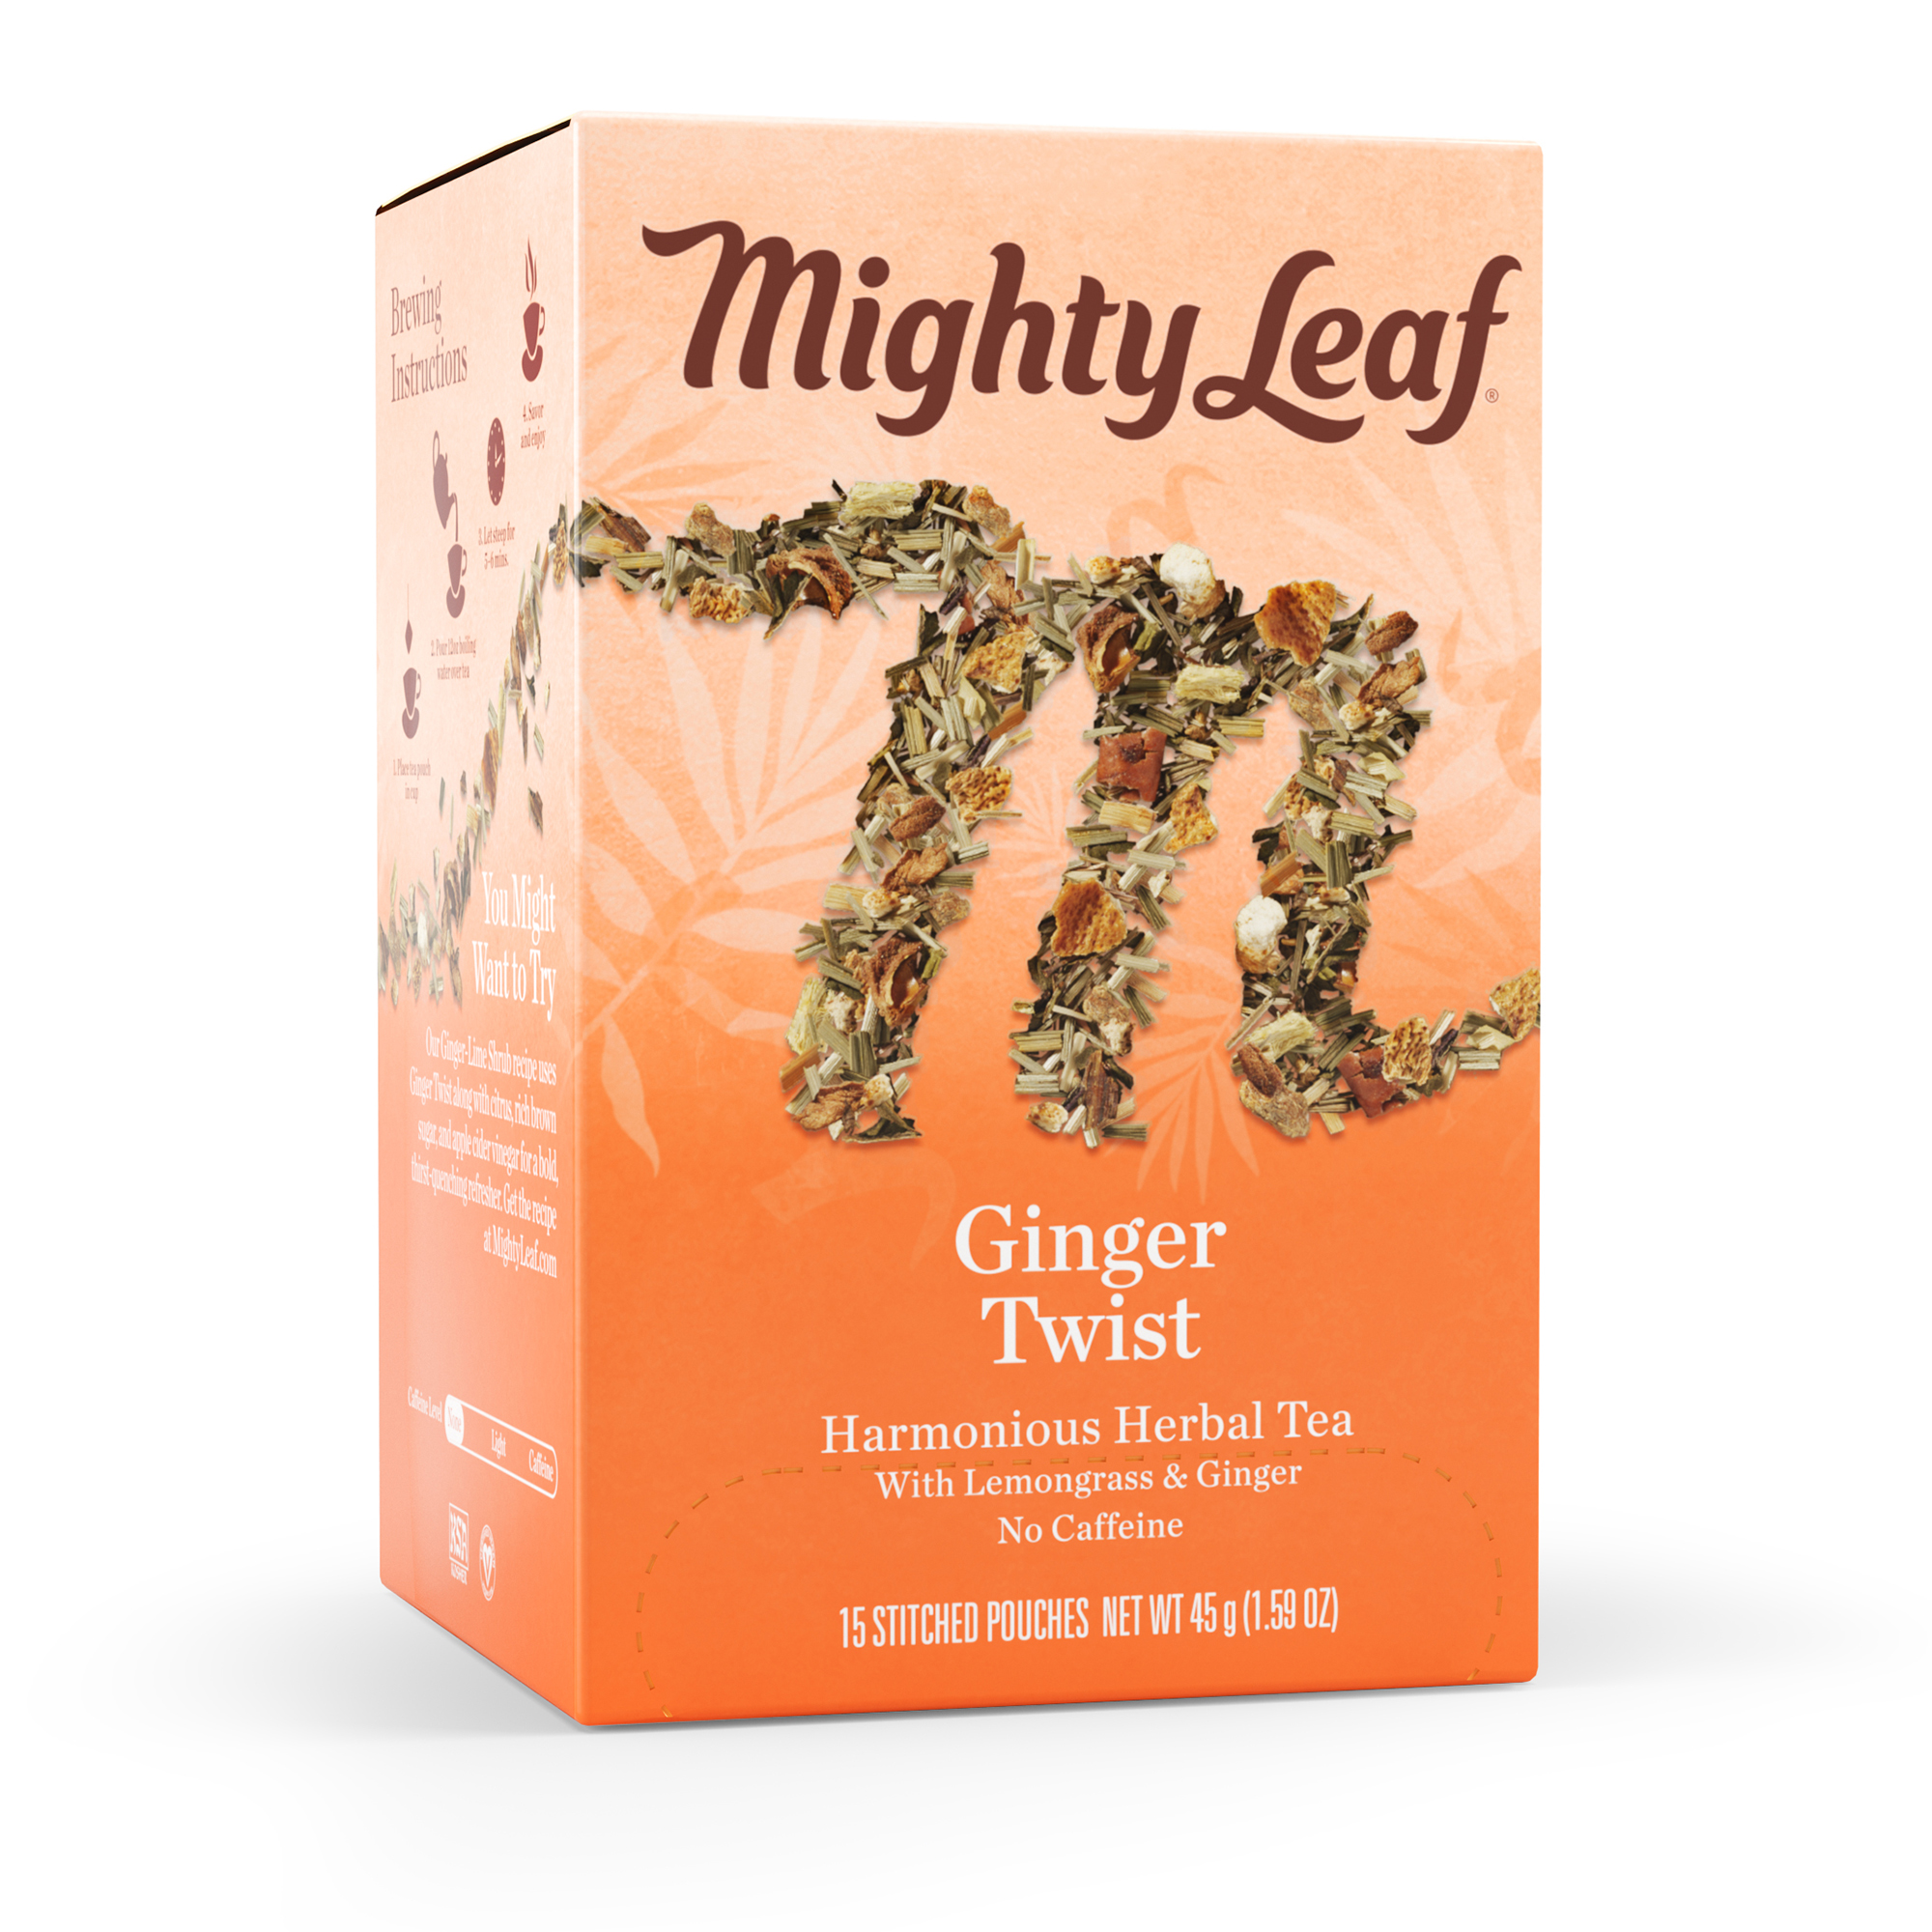 Mighty Leaf®
Ginger
Twist
Harmonious Herbal Tea
With Lemongrass & Ginger
No Caffeine
15 STITCHED POUCHES NET WT 45 g (1.59 OZ)
Brewing
Instructions
1. Place tea pouch
in cup
2. Pour 12oz boiling
water over tea
3. Let steep for
5-6 mins.
4. Savor
and enjoy
You Might
Want to Try
Our Ginger-Lime Shrub recipe uses
Ginger Twist along with citrus, rich brown
sugar, and apple cider vinegar for a bold,
thirst-quenching refresher. Get the recipe
at MightyLeaf.com
Caffeine Level
None
Light
Caffeine
KSA
KOSHER